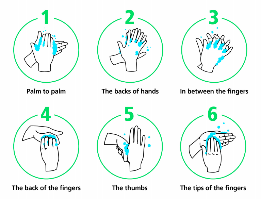 1
2
3
Palm to palm
The backs of hands
In between the fingers
4
5
6
The back of the fingers
The thumbs
The tips of the fingers